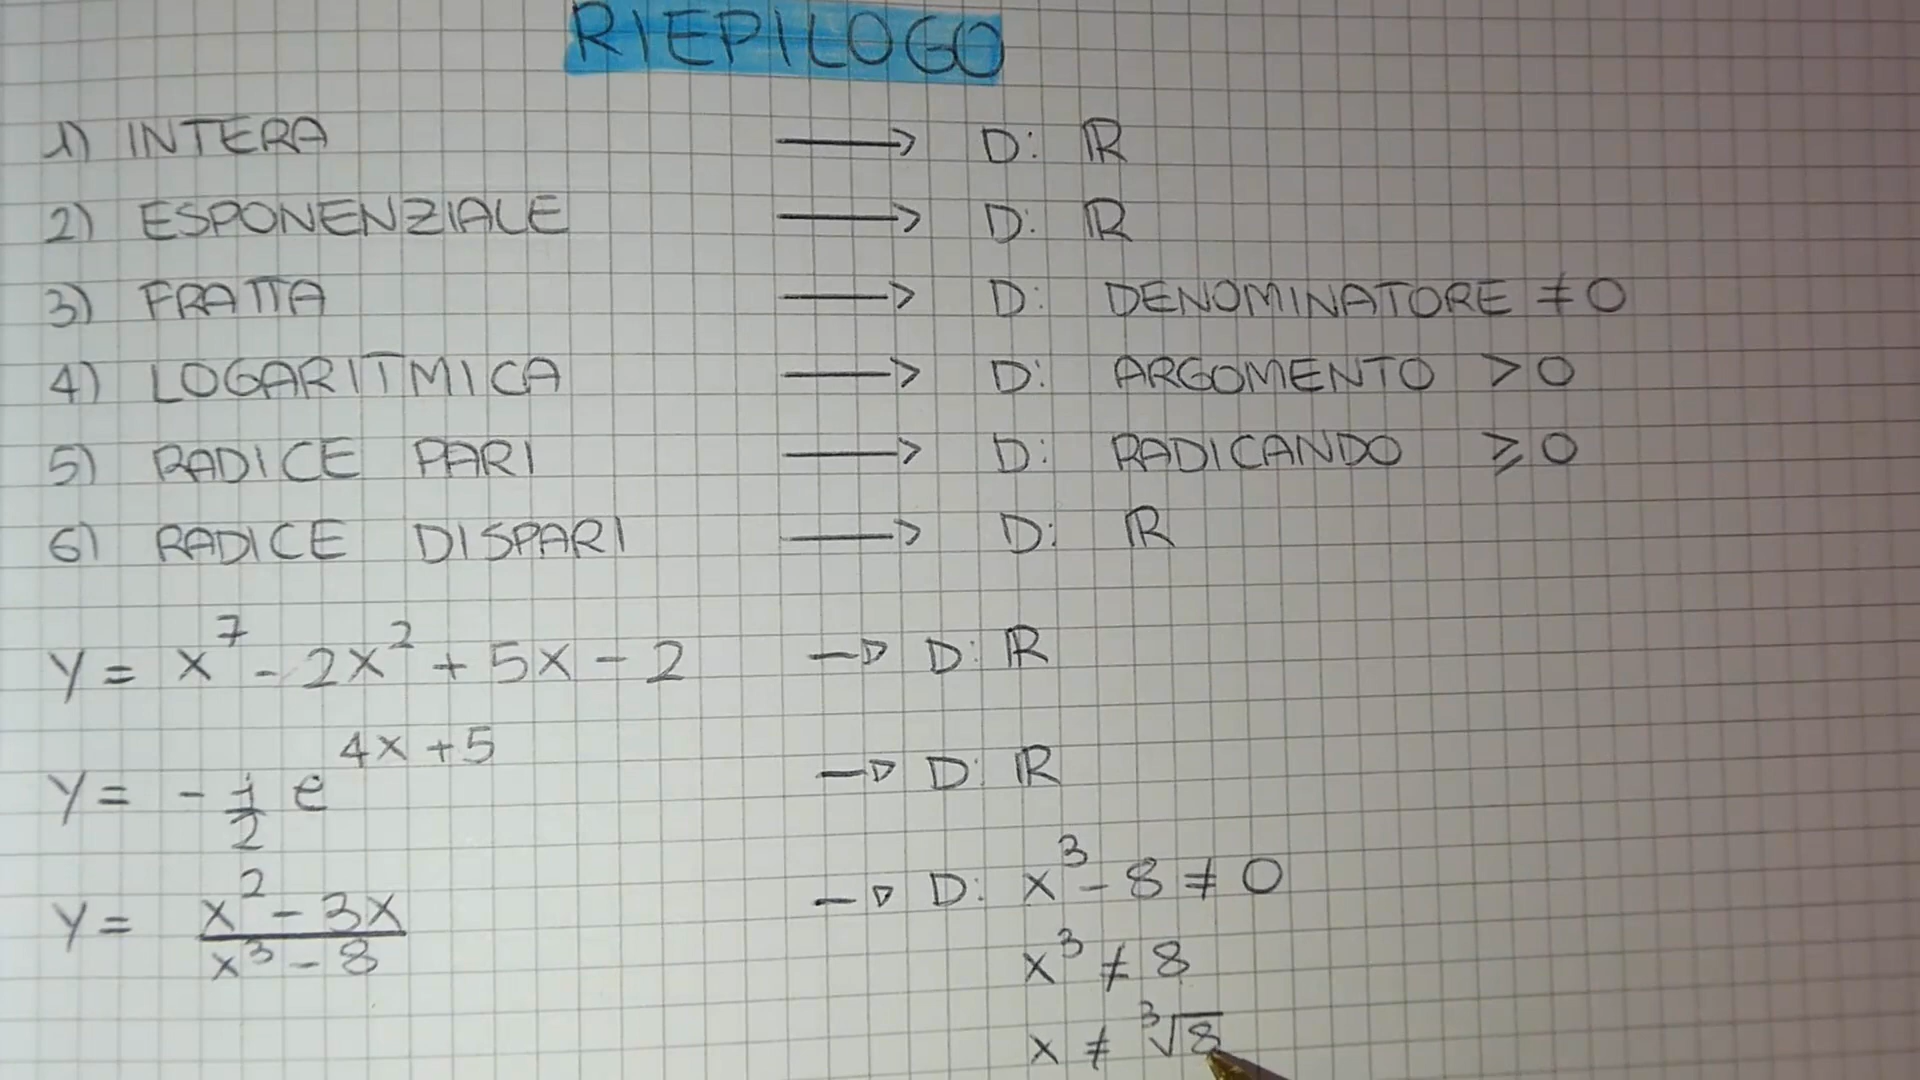 RIEPILOGO
1) INTERA ⟶ D: ℝ
2) ESPONENZIALE ⟶ D: ℝ
3) FRATTA ⟶ D: DENOMINATORE ≠ 0
4) LOGARITMICA ⟶ D: ARGOMENTO > 0
5) RADICE PARI ⟶ D: RADICANDO ⩾ 0
6) RADICE DISPARI ⟶ D: ℝ
y = x⁷ - 2x² + 5x - 2 → D: ℝ
y = - 1/2 e^(4x+5) → D: ℝ
y = (x² - 3x)/(x³ - 8) → D: x³ - 8 ≠ 0
x³ ≠ 8
x ≠ ³√8